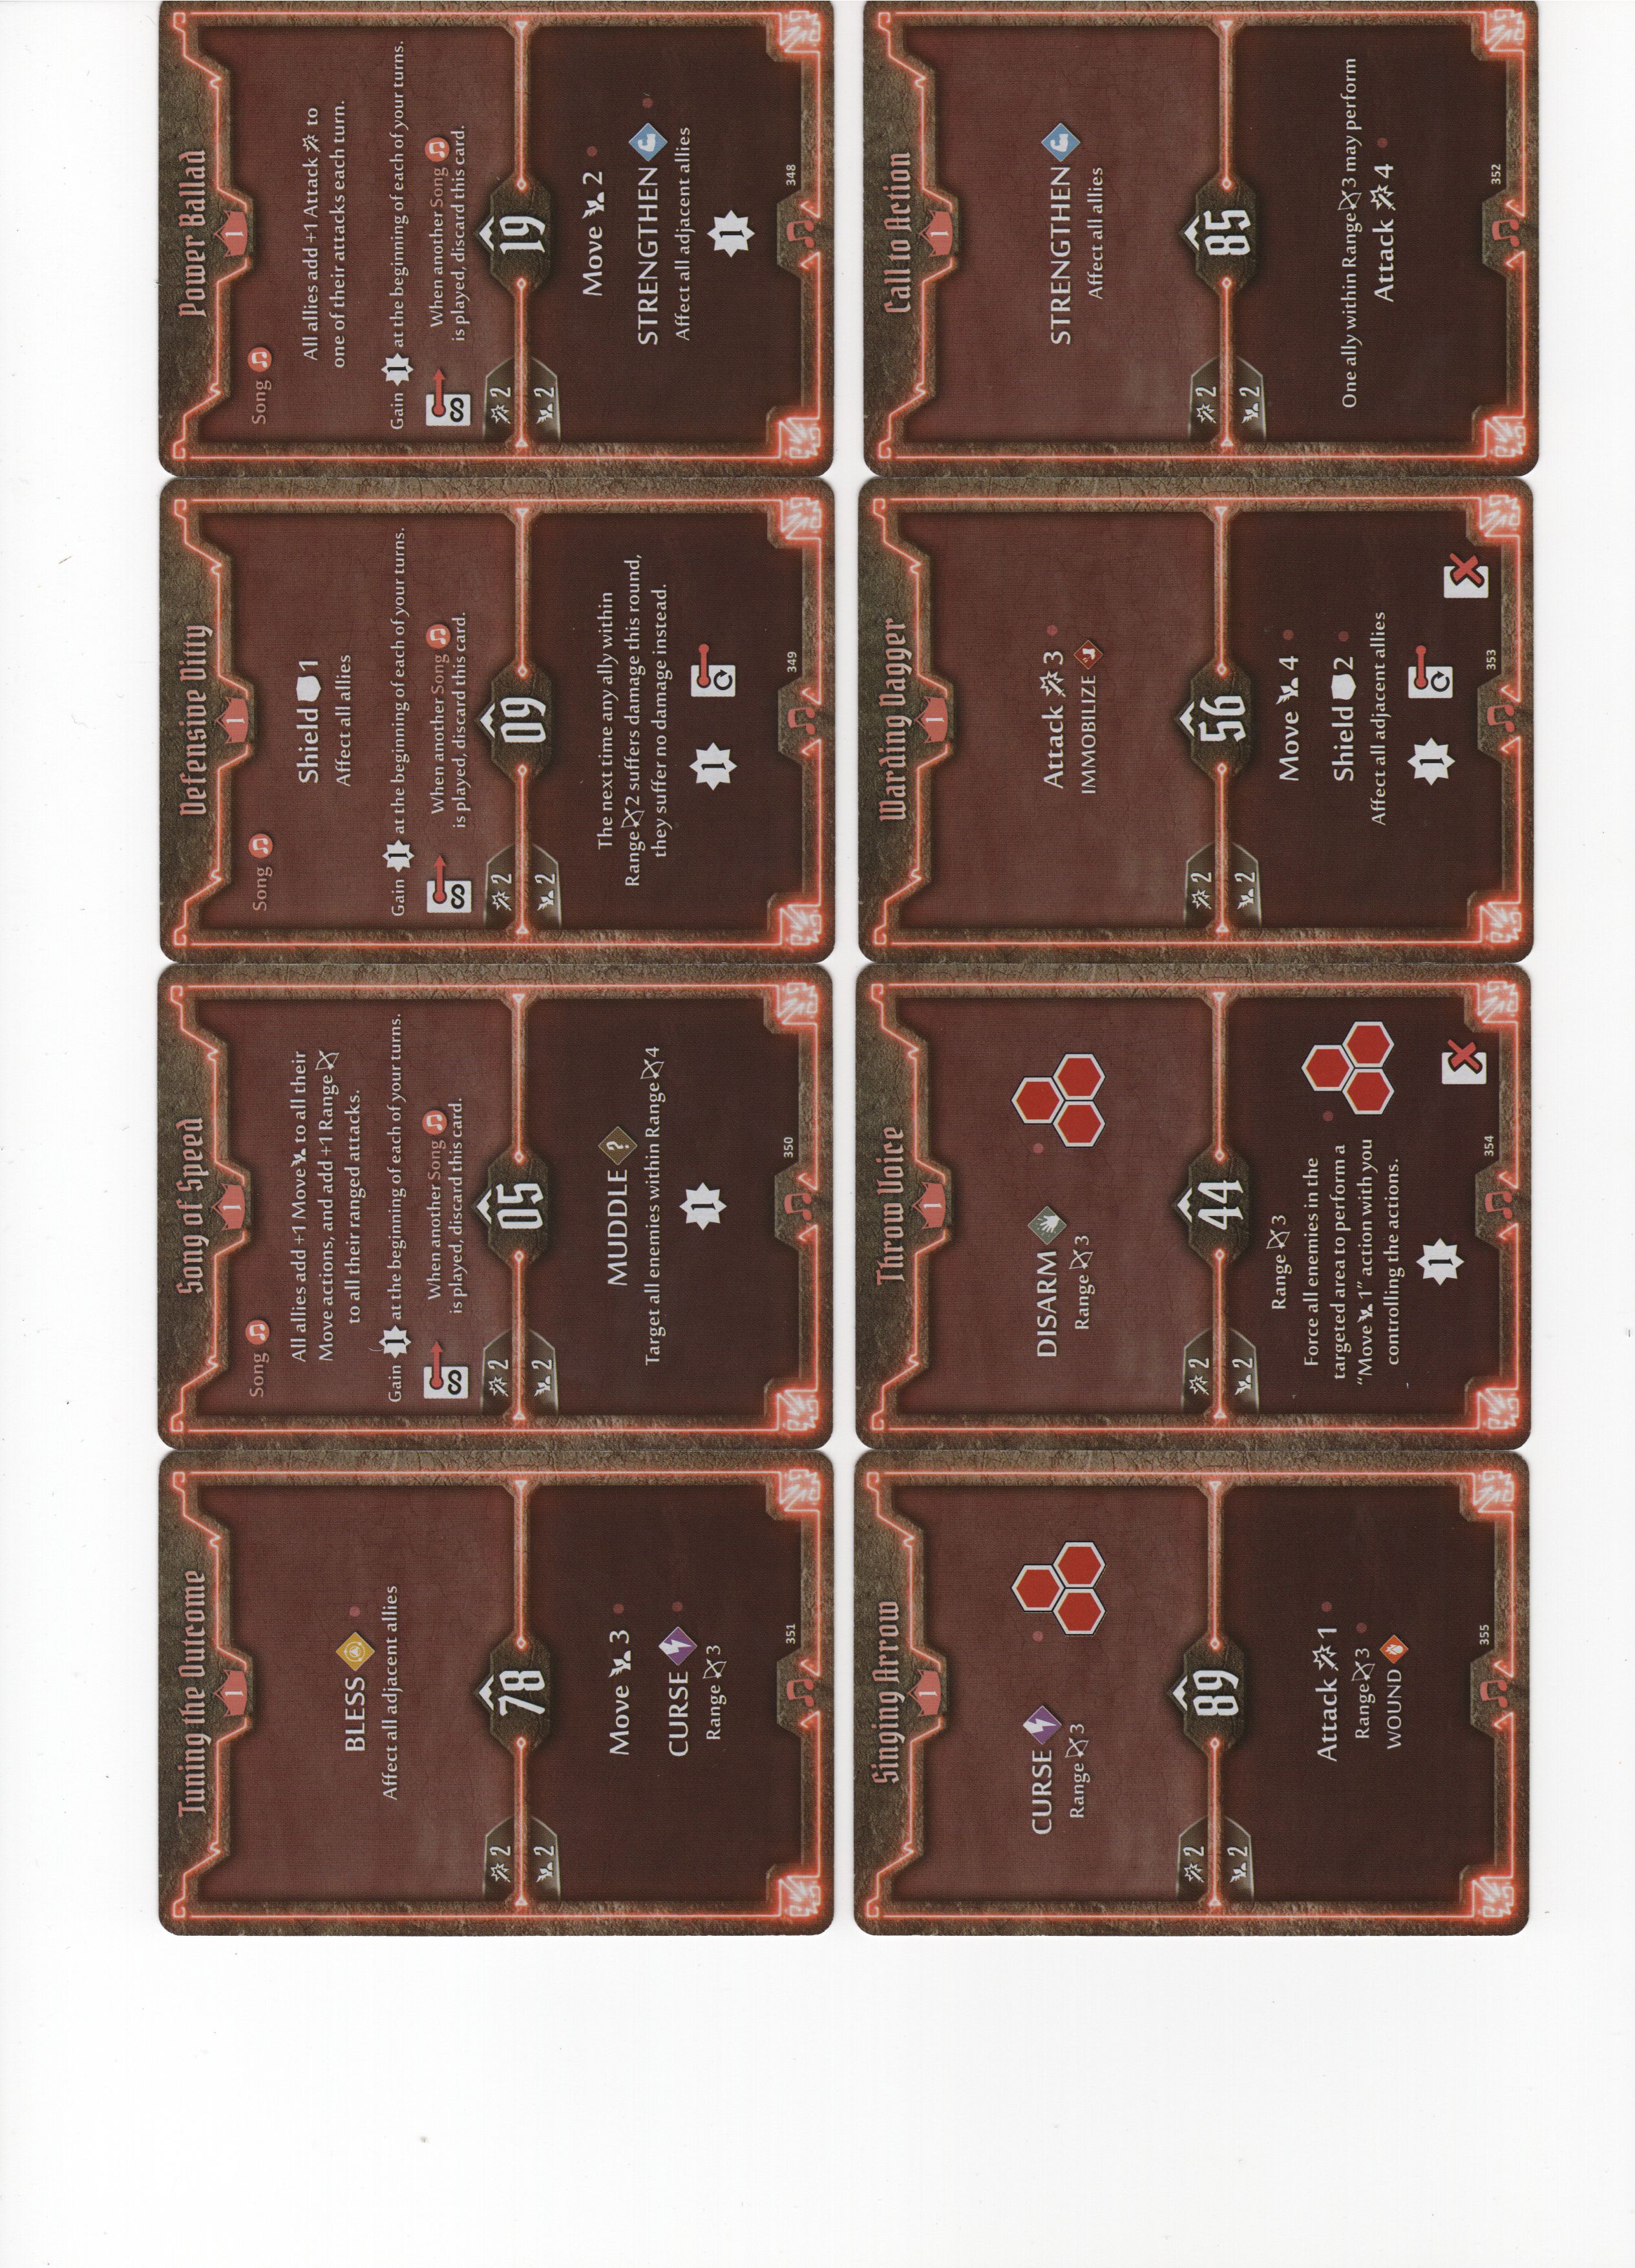 Tuning the Outcome
1
BLESS
Affect all adjacent allies
2
78
2
Move 3
CURSE
Range 3
351
Song of Speed
1
Song
All allies add +1 Move to all their
Move actions, and add +1 Range
to all their ranged attacks.
Gain 1 at the beginning of each of your turns.
When another Song
is played, discard this card.
2
05
2
MUDDLE
Target all enemies within Range 4
1
350
Defensive Ditty
1
Song
Shield 1
Affect all allies
Gain 1 at the beginning of each of your turns.
When another Song
is played, discard this card.
2
09
2
The next time any ally within
Range 2 suffers damage this round,
they suffer no damage instead.
1
349
Power Ballad
1
Song
All allies add +1 Attack to
one of their attacks each turn.
Gain 1 at the beginning of each of your turns.
When another Song
is played, discard this card.
2
19
2
Move 2
STRENGTHEN
Affect all adjacent allies
1
348
Singing Arrow
1
CURSE
Range 3
2
89
2
Attack 1
Range 3
WOUND
355
Throw Voice
1
DISARM
Range 3
2
44
2
Range 3
Force all enemies in the
targeted area to perform a
“Move 1” action with you
controlling the actions.
1
354
Warding Dagger
1
Attack 3
IMMOBILIZE
2
56
2
Move 4
Shield 2
Affect all adjacent allies
1
353
Call to Action
1
STRENGTHEN
Affect all allies
2
85
2
One ally within Range 3 may perform
Attack 4
352